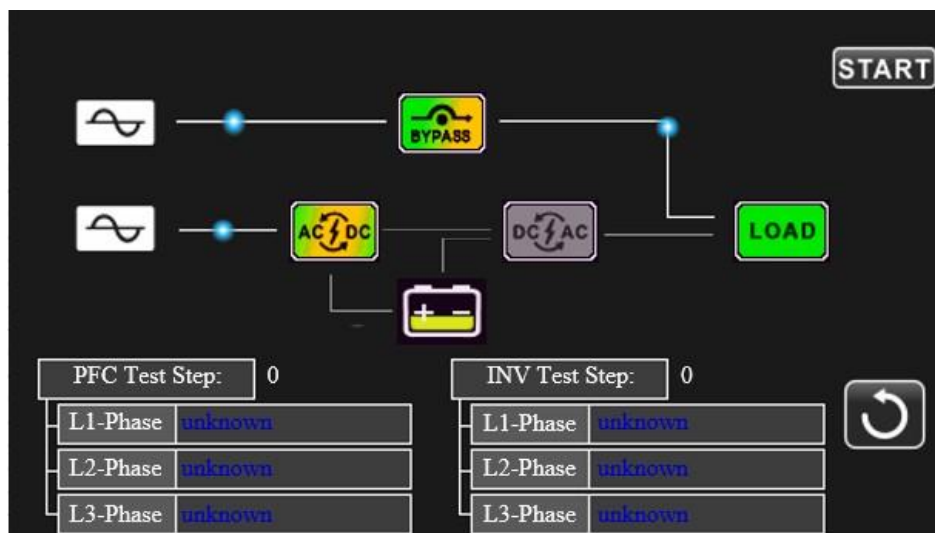 START
BYPASS
AC DC
DC AC
LOAD
+ −
PFC Test Step: 0
L1-Phase unknown
L2-Phase unknown
L3-Phase unknown
INV Test Step: 0
L1-Phase unknown
L2-Phase unknown
L3-Phase unknown